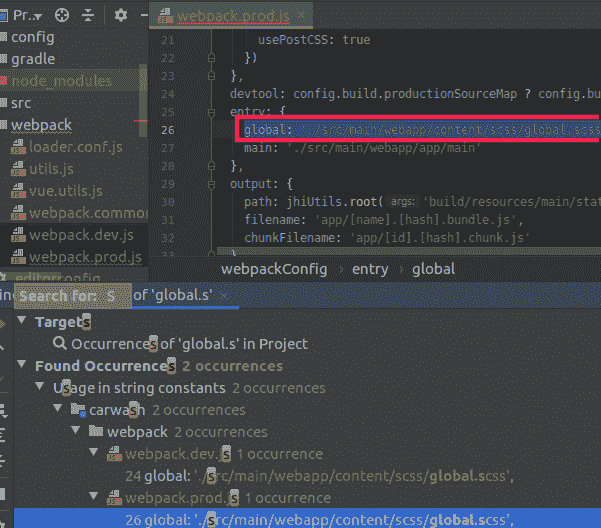 Pr..
webpack.prod.js
config
gradle
node_modules
src
webpack
loader.conf.js
utils.js
vue.utils.js
webpack.common
webpack.dev.js
webpack.prod.js
.editorconfig
21 usePostCSS: true
22 })
23 },
24 devtool: config.build.productionSourceMap ? config.bu
25 entry: {
26 global: './src/main/webapp/content/scss/global.scss
27 main: './src/main/webapp/app/main'
28 },
29 output: {
30 path: jhiUtils.root( args: 'build/resources/main/stat
31 filename: 'app/[name].[hash].bundle.js',
32 chunkFilename: 'app/[id].[hash].chunk.js'
33 }
webpackConfig › entry › global
Search for: S of 'global.s' ×
Targets
Occurrences of 'global.s' in Project
Found Occurrences 2 occurrences
Usage in string constants 2 occurrences
carwash 2 occurrences
webpack 2 occurrences
webpack.dev.js 1 occurrence
24 global: './src/main/webapp/content/scss/global.scss',
webpack.prod.js 1 occurrence
26 global: './src/main/webapp/content/scss/global.scss'